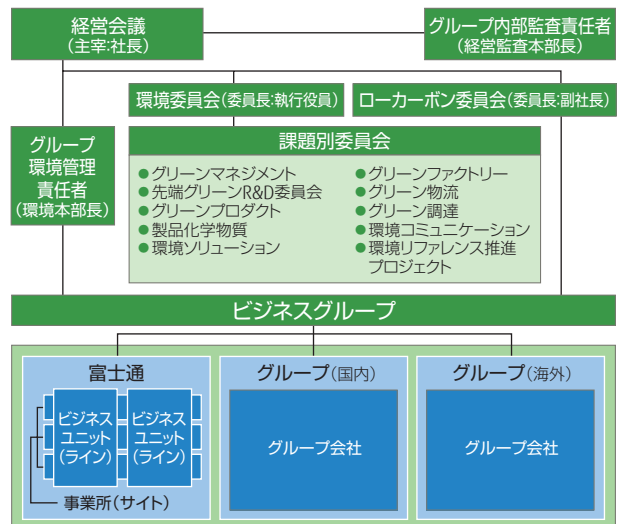 経営会議
(主宰:社長)
グループ内部監査責任者
(経営監査本部長)
環境委員会(委員長:執行役員)
ローカーボン委員会(委員長:副社長)
グループ
環境管理
責任者
(環境本部長)
課題別委員会
●グリーンマネジメント
●先端グリーンR&D委員会
●グリーンプロダクト
●製品化学物質
●環境ソリューション
●グリーンファクトリー
●グリーン物流
●グリーン調達
●環境コミュニケーション
●環境リファレンス推進
プロジェクト
ビジネスグループ
富士通
ビジネス
ユニット
(ライン)
ビジネス
ユニット
(ライン)
事業所(サイト)
グループ(国内)
グループ会社
グループ(海外)
グループ会社